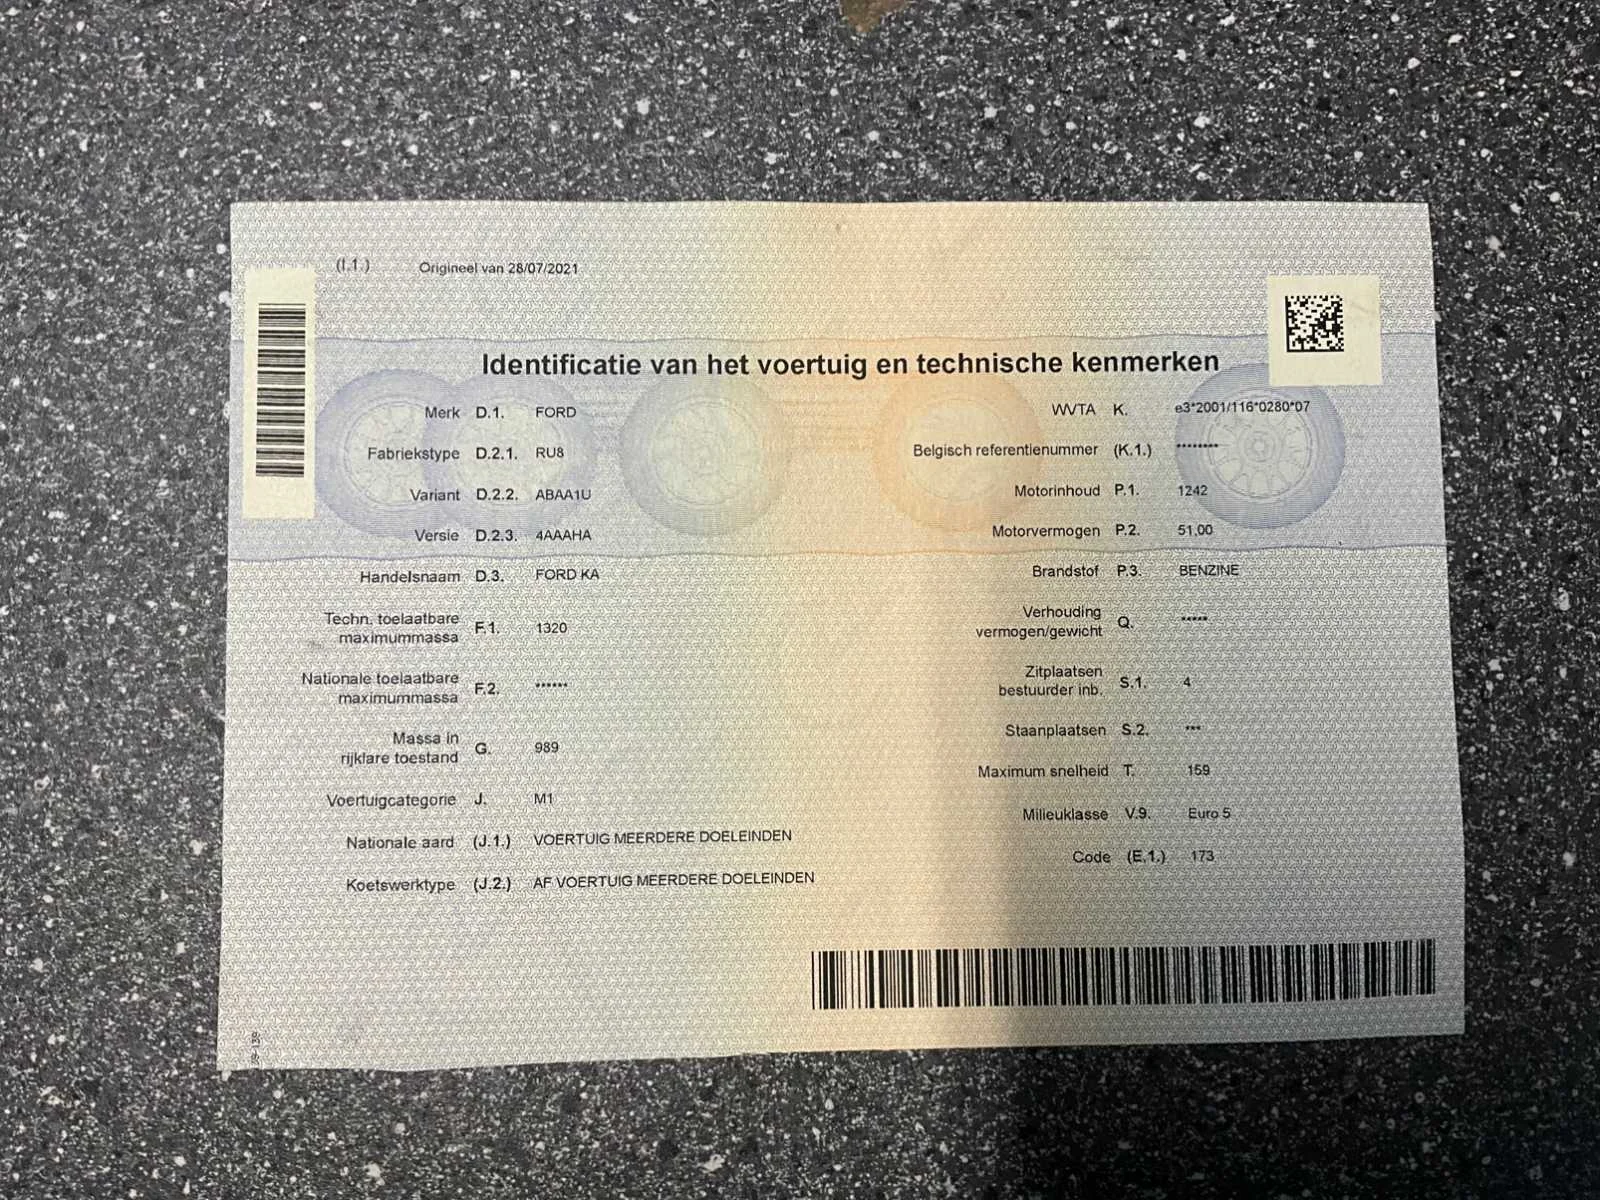 (I.1.) Origineel van 28/07/2021
Identificatie van het voertuig en technische kenmerken
Merk D.1. FORD
Fabriekstype D.2.1. RU8
Variant D.2.2. ABAA1U
Versie D.2.3. 4AAAHA
Handelsnaam D.3. FORD KA
Techn. toelaatbare
maximummassa F.1. 1320
Nationale toelaatbare
maximummassa F.2. ******
Massa in
rijklare toestand G. 989
Voertuigcategorie J. M1
Nationale aard (J.1.) VOERTUIG MEERDERE DOELEINDEN
Koetswerktype (J.2.) AF VOERTUIG MEERDERE DOELEINDEN
WVTA K. e3*2001/116*0280*07
Belgisch referentienummer (K.1.) ********
Motorinhoud P.1. 1242
Motorvermogen P.2. 51,00
Brandstof P.3. BENZINE
Verhouding
vermogen/gewicht Q. *****
Zitplaatsen
bestuurder inb. S.1. 4
Staanplaatsen S.2. ***
Maximum snelheid T. 159
Milieuklasse V.9. Euro 5
Code (E.1.) 173